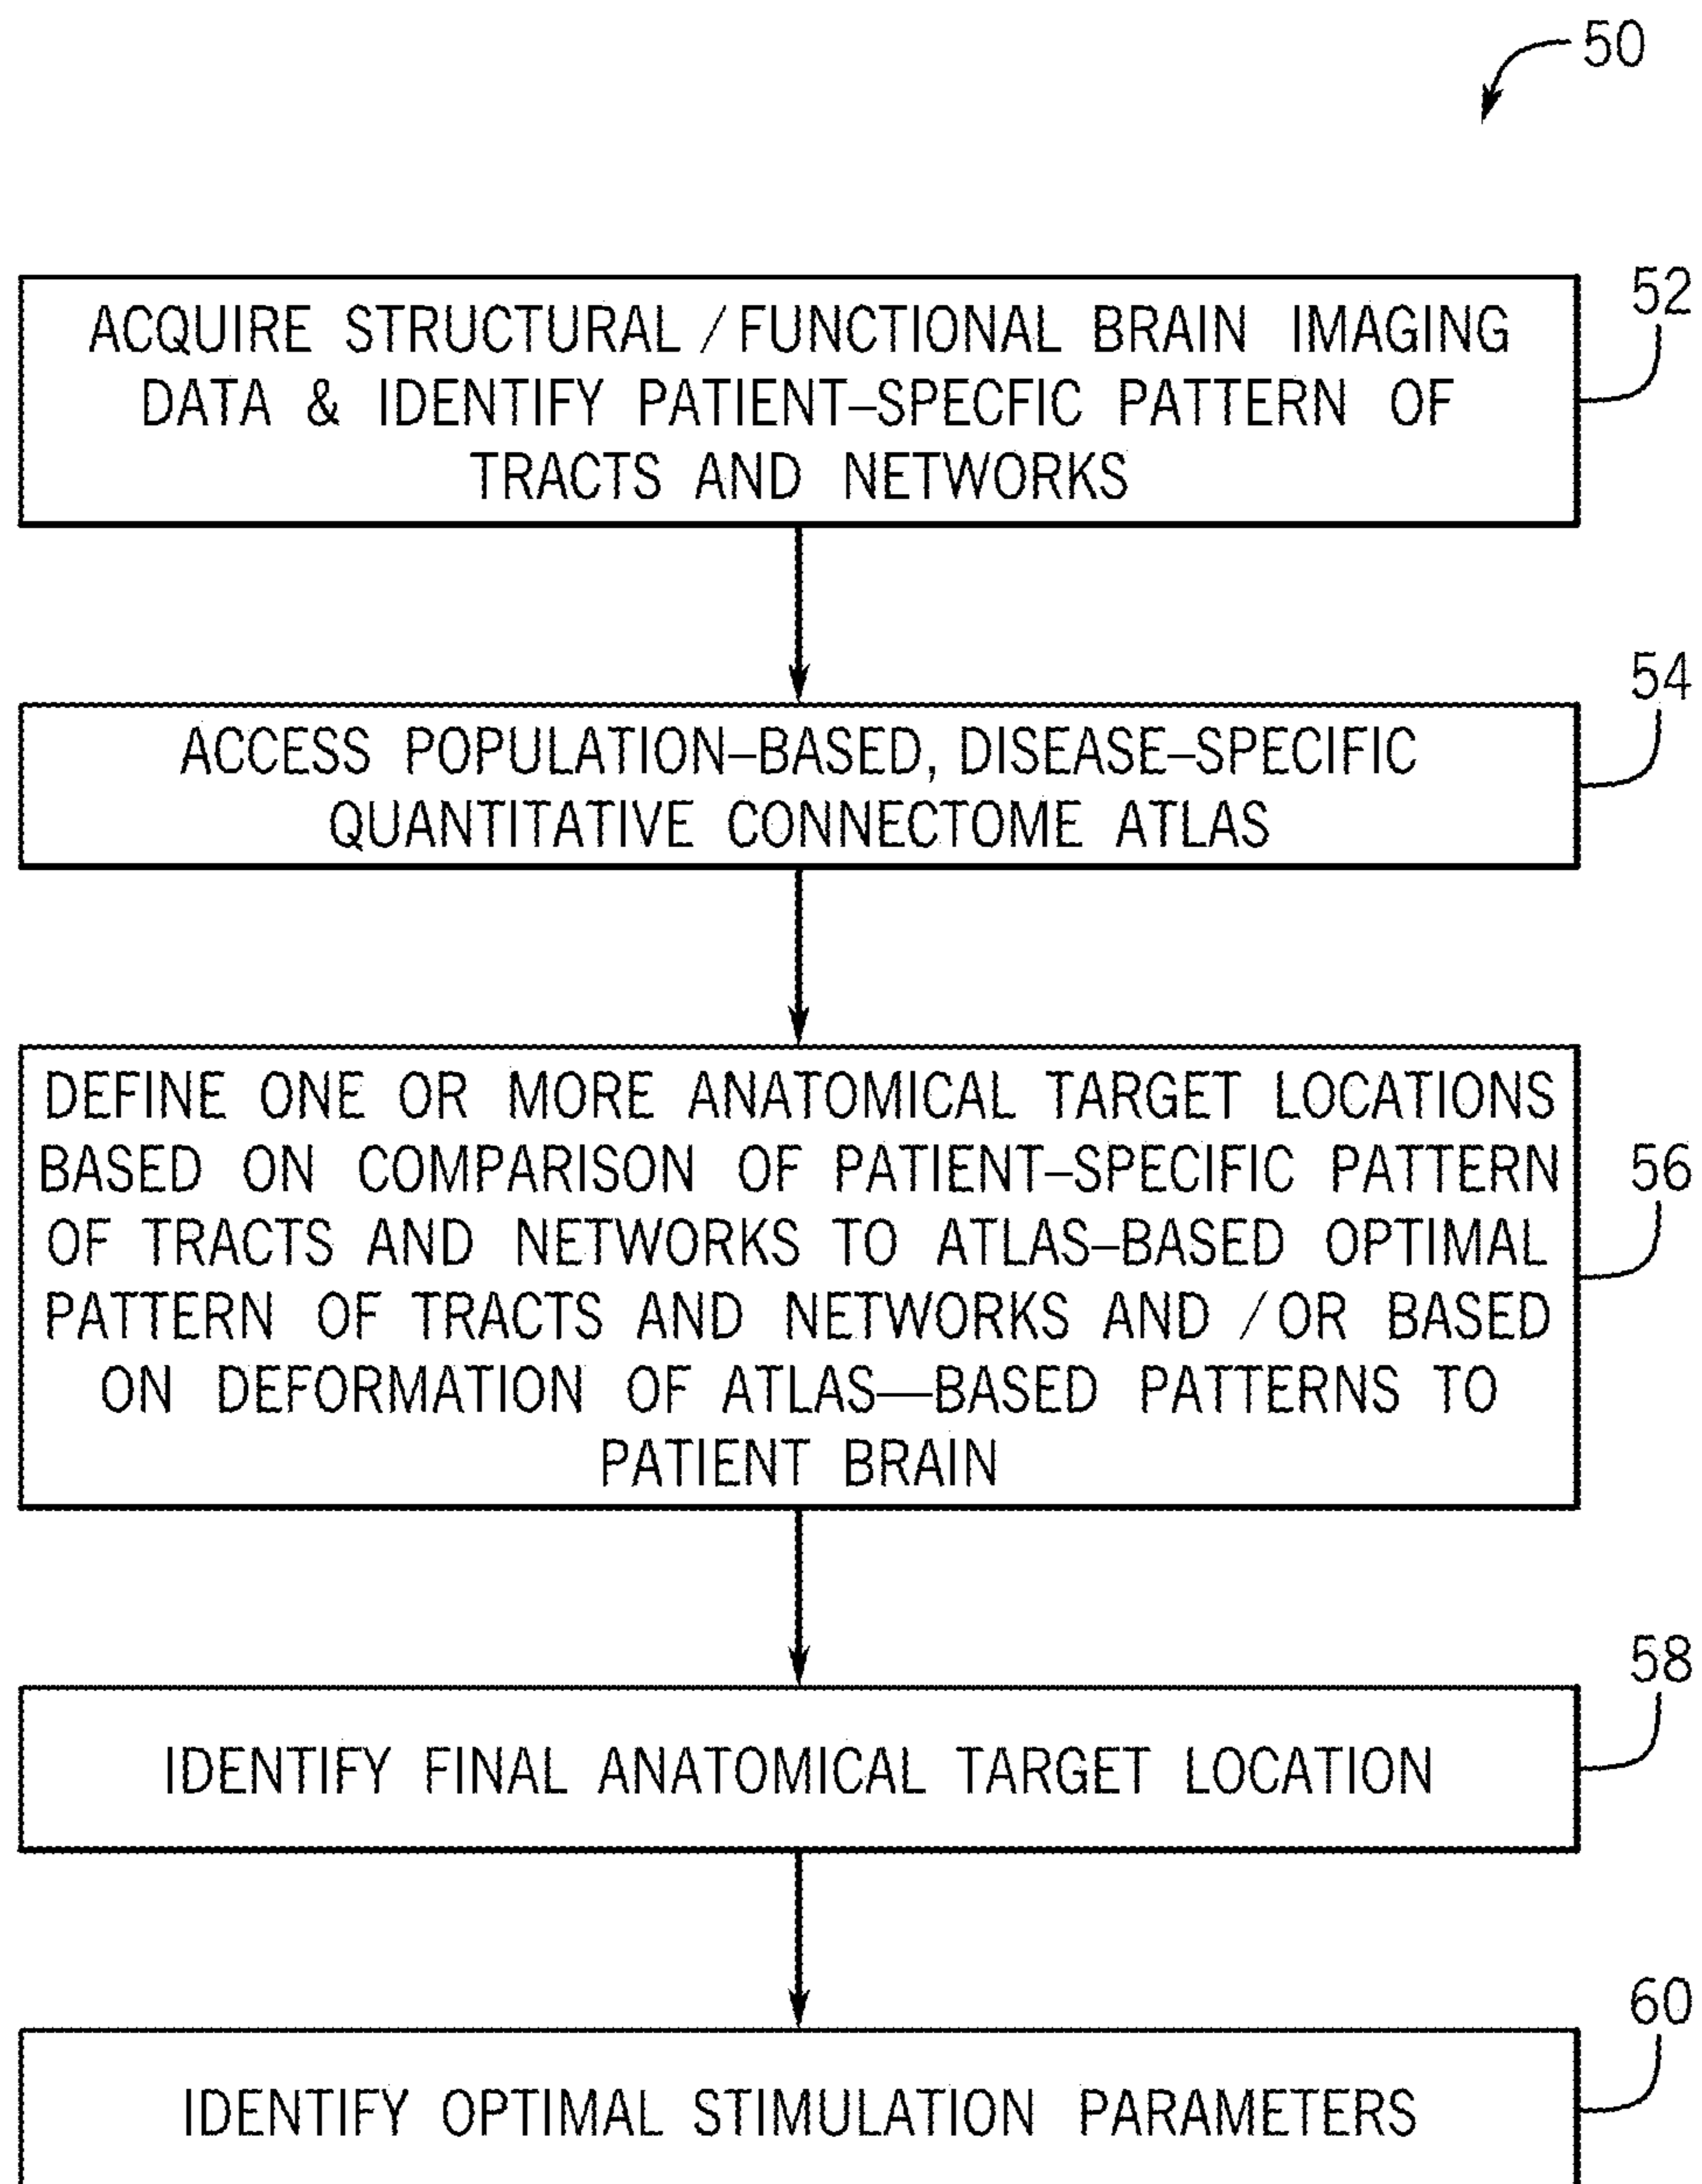 50
52
ACQUIRE STRUCTURAL / FUNCTIONAL BRAIN IMAGING
DATA & IDENTIFY PATIENT–SPECFIC PATTERN OF
TRACTS AND NETWORKS
54
ACCESS POPULATION–BASED, DISEASE–SPECIFIC
QUANTITATIVE CONNECTOME ATLAS
56
DEFINE ONE OR MORE ANATOMICAL TARGET LOCATIONS
BASED ON COMPARISON OF PATIENT–SPECIFIC PATTERN
OF TRACTS AND NETWORKS TO ATLAS–BASED OPTIMAL
PATTERN OF TRACTS AND NETWORKS AND / OR BASED
ON DEFORMATION OF ATLAS—BASED PATTERNS TO
PATIENT BRAIN
58
IDENTIFY FINAL ANATOMICAL TARGET LOCATION
60
IDENTIFY OPTIMAL STIMULATION PARAMETERS